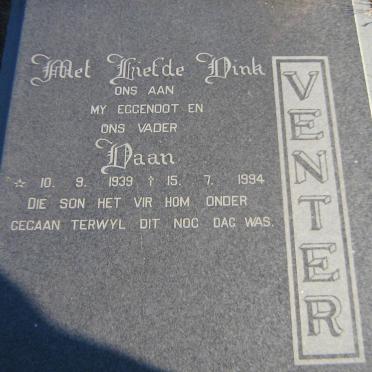 Met Liefde Dink
ONS AAN
MY EGGENOOT EN
ONS VADER
Daan
☆ 10. 9. 1939 † 15. 7. 1994
DIE SON HET VIR HOM ONDER
GEGAAN TERWYL DIT NOG DAG WAS.
VENTER